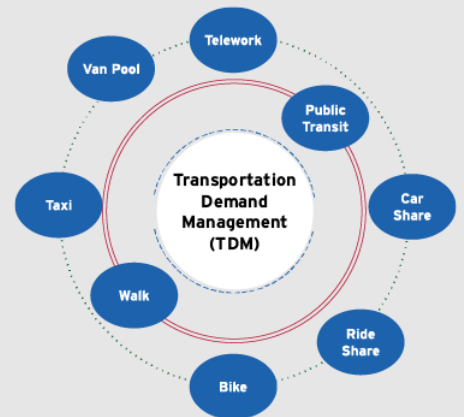 Telework
Van Pool
Public
Transit
Transportation
Demand
Management
(TDM)
Taxi
Car
Share
Walk
Ride
Share
Bike